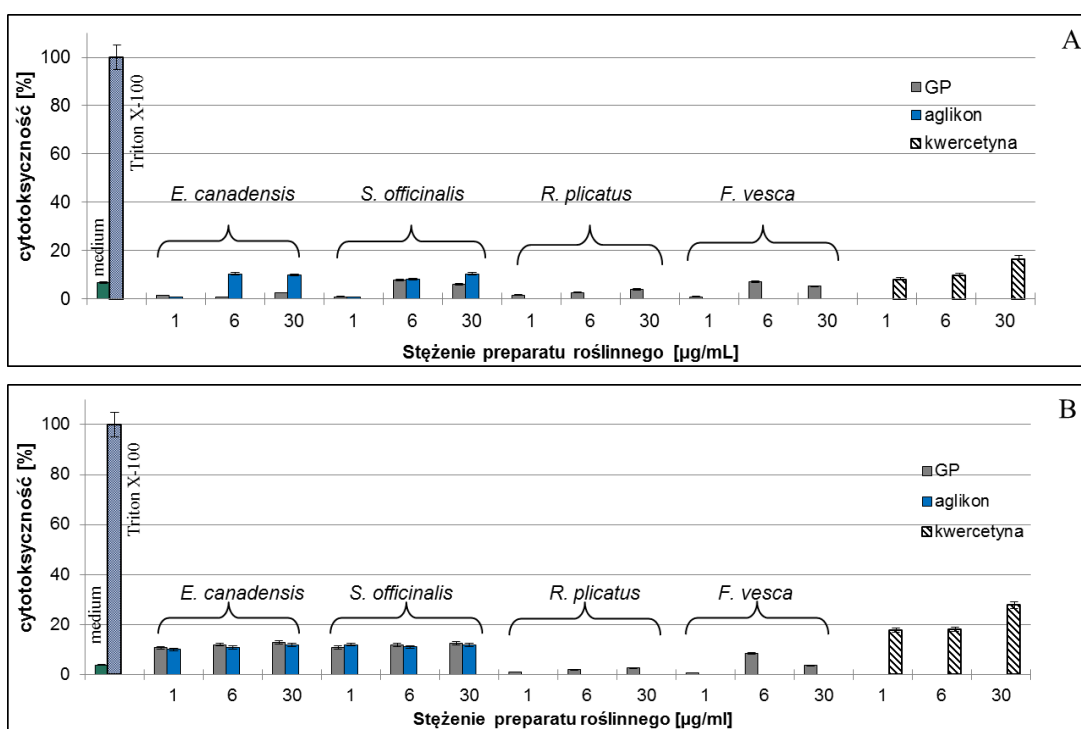 A
cytotoksyczność [%]
100
80
60
40
20
0
medium
Triton X-100
GP
aglikon
kwercetyna
E. canadensis
S. officinalis
R. plicatus
F. vesca
1 6 30 1 6 30 1 6 30 1 6 30 1 6 30
Stężenie preparatu roślinnego [µg/mL]
B
cytotoksyczność [%]
100
80
60
40
20
0
medium
Triton X-100
GP
aglikon
kwercetyna
E. canadensis
S. officinalis
R. plicatus
F. vesca
1 6 30 1 6 30 1 6 30 1 6 30 1 6 30
Stężenie preparatu roślinnego [µg/ml]